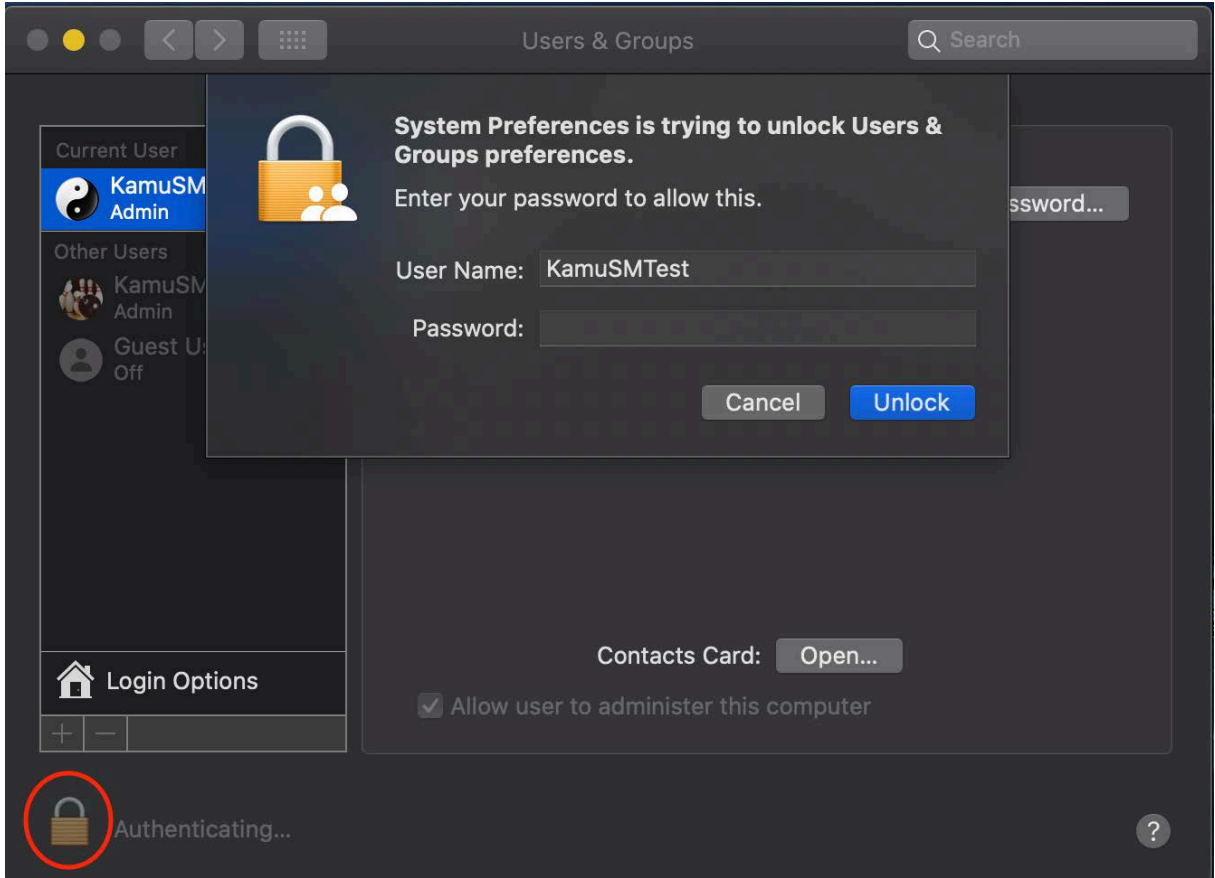 Users & Groups
Search
System Preferences is trying to unlock Users &
Groups preferences.
Enter your password to allow this.
User Name: KamuSMTest
Password:
Cancel
Unlock
Current User
KamuSM
Admin
Other Users
KamuSM
Admin
Guest U
Off
ssword...
Contacts Card: Open...
Allow user to administer this computer
Login Options
+ −
Authenticating...
?